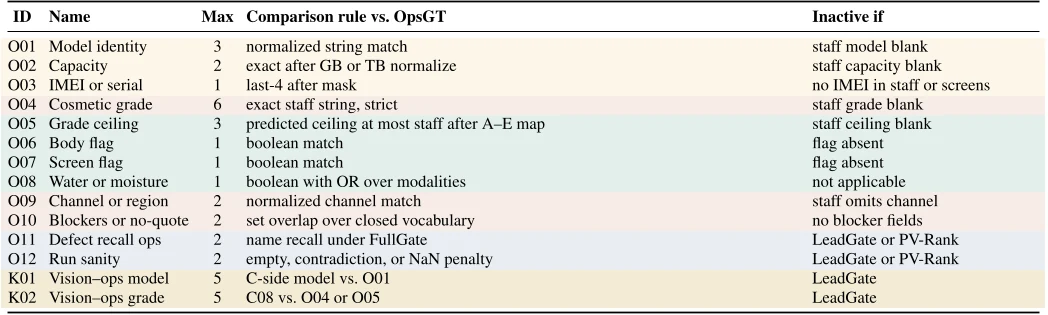 ID Name Max Comparison rule vs. OpsGT Inactive if
O01 Model identity 3 normalized string match staff model blank
O02 Capacity 2 exact after GB or TB normalize staff capacity blank
O03 IMEI or serial 1 last-4 after mask no IMEI in staff or screens
O04 Cosmetic grade 6 exact staff string, strict staff grade blank
O05 Grade ceiling 3 predicted ceiling at most staff after A–E map staff ceiling blank
O06 Body flag 1 boolean match flag absent
O07 Screen flag 1 boolean match flag absent
O08 Water or moisture 1 boolean with OR over modalities not applicable
O09 Channel or region 2 normalized channel match staff omits channel
O10 Blockers or no-quote 2 set overlap over closed vocabulary no blocker fields
O11 Defect recall ops 2 name recall under FullGate LeadGate or PV-Rank
O12 Run sanity 2 empty, contradiction, or NaN penalty LeadGate or PV-Rank
K01 Vision–ops model 5 C-side model vs. O01 LeadGate
K02 Vision–ops grade 5 C08 vs. O04 or O05 LeadGate